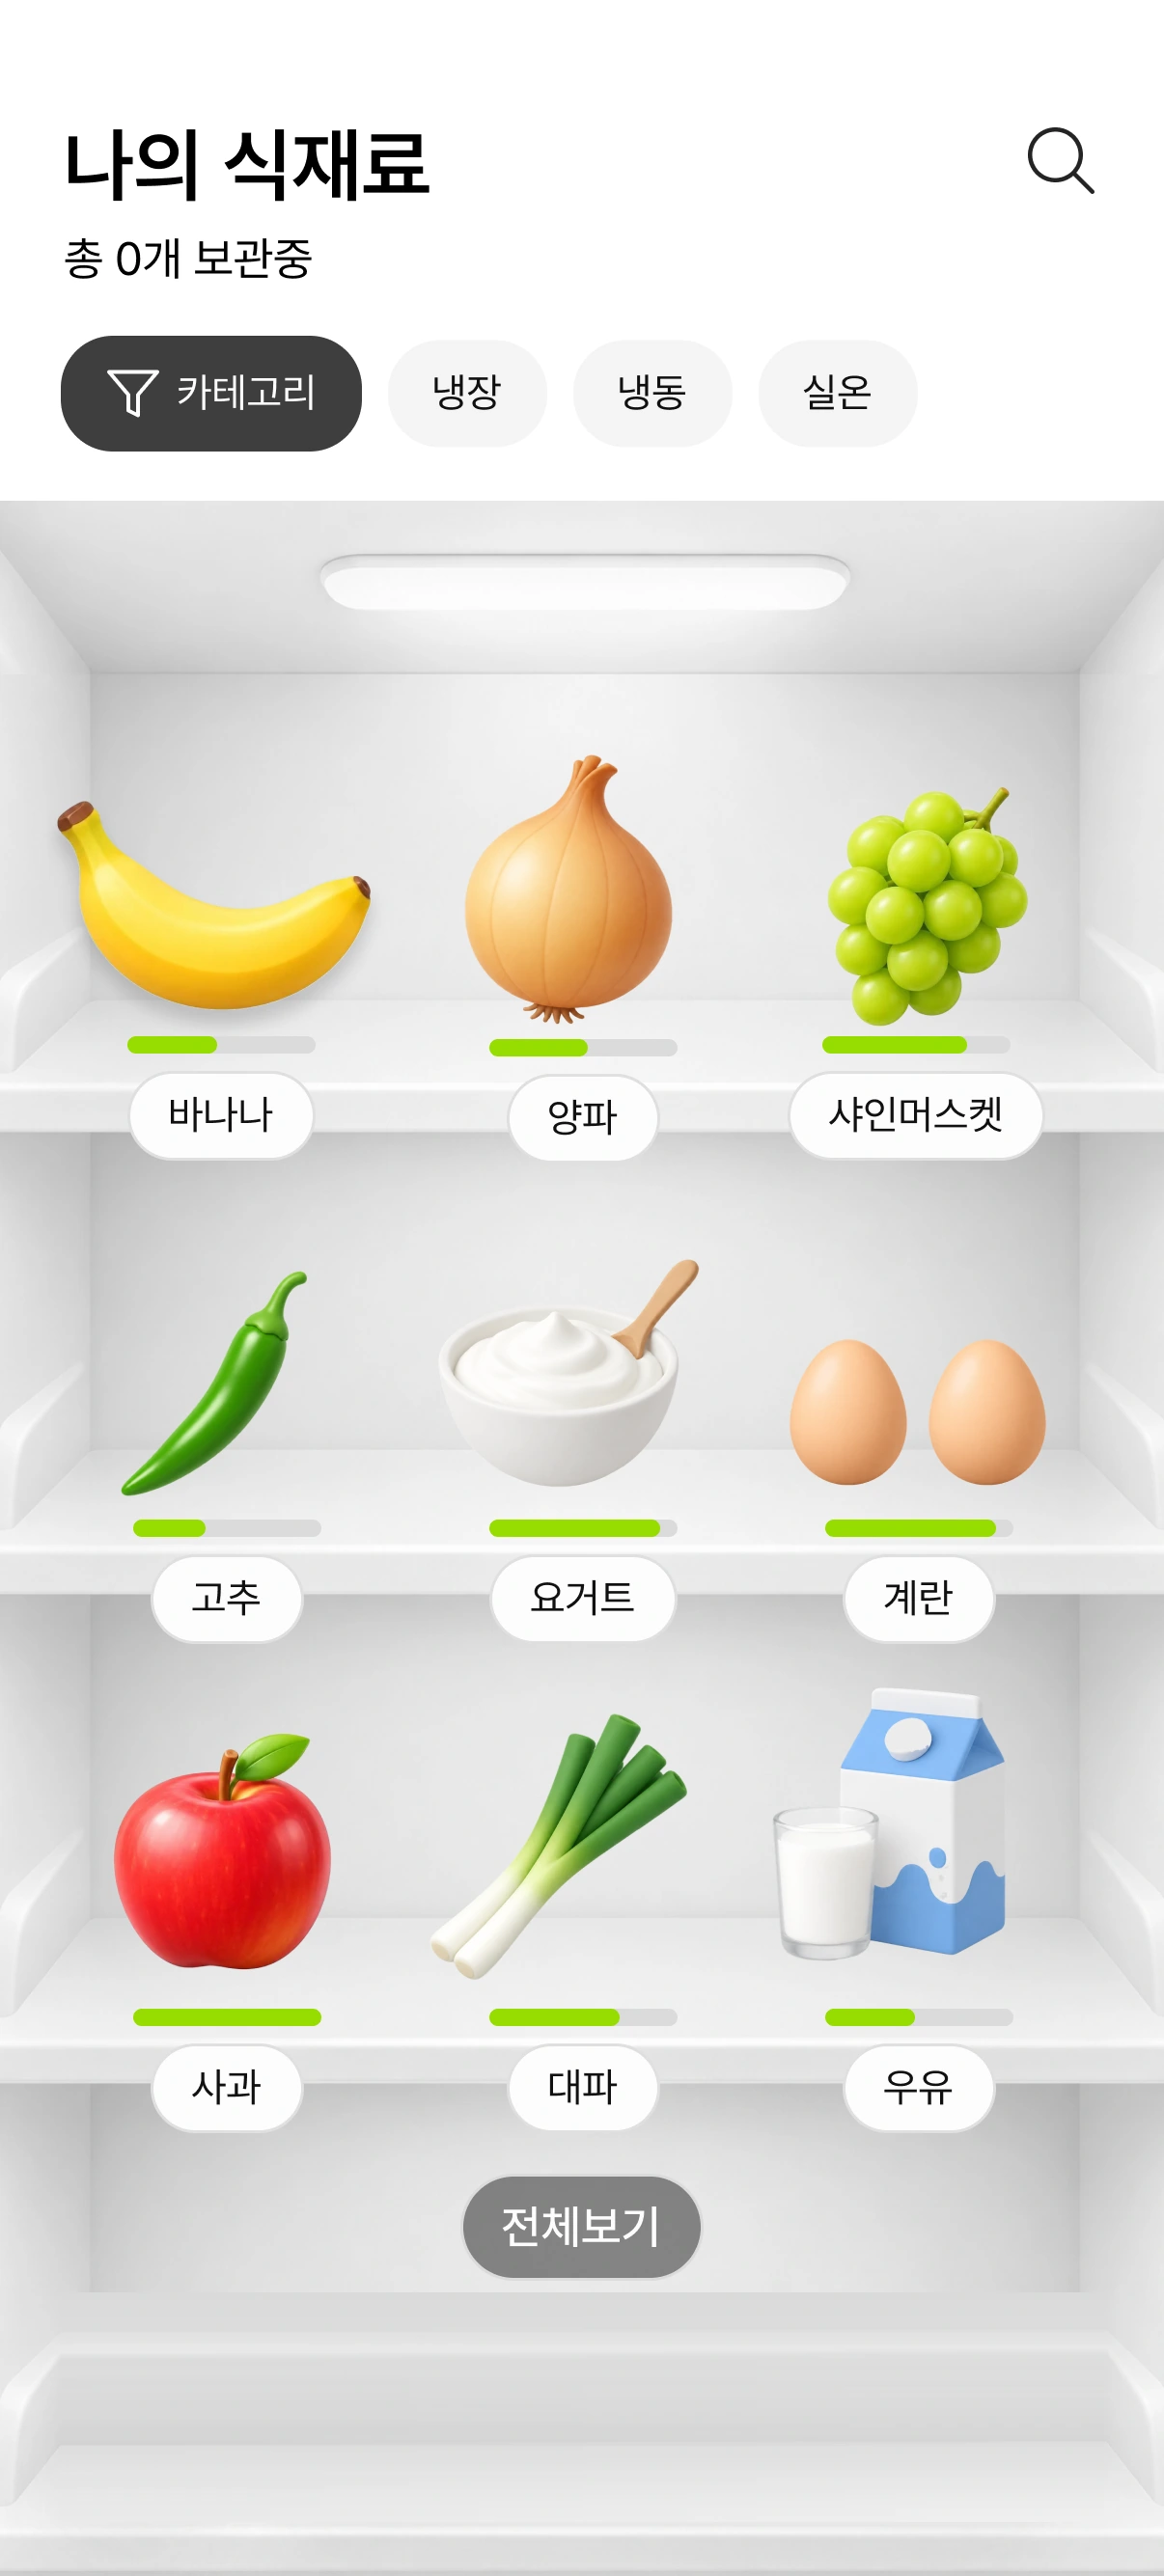 나의 식재료
총 0개 보관중
카테고리 냉장 냉동 실온
바나나 양파 샤인머스켓
고추 요거트 계란
사과 대파 우유
전체보기